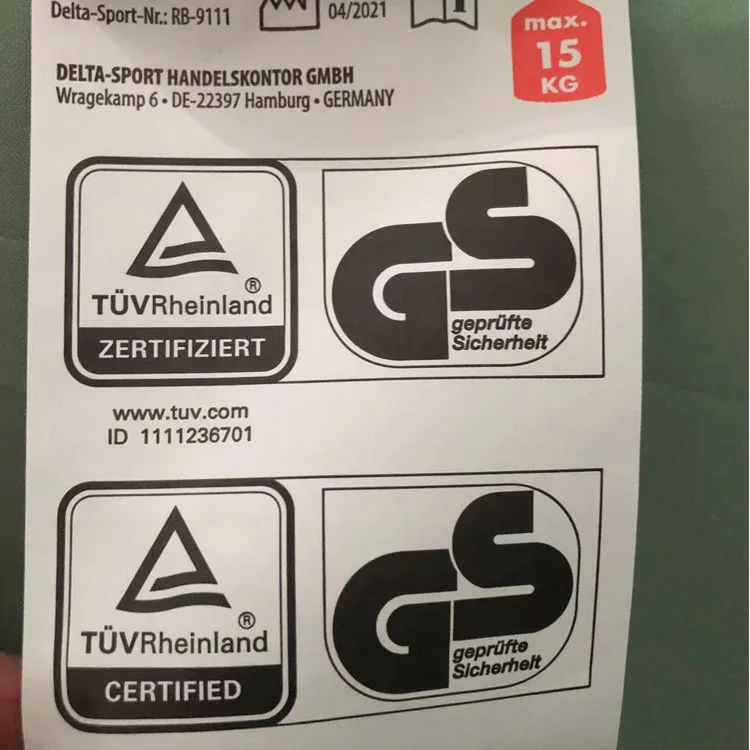 Delta-Sport-Nr.: RB-9111
04/2021
i
max.
15
KG
DELTA-SPORT HANDELSKONTOR GMBH
Wragekamp 6 • DE-22397 Hamburg • GERMANY
TÜVRheinland®
ZERTIFIZIERT
GS
geprüfte
Sicherheit
www.tuv.com
ID 1111236701
TÜVRheinland®
CERTIFIED
GS
geprüfte
Sicherheit